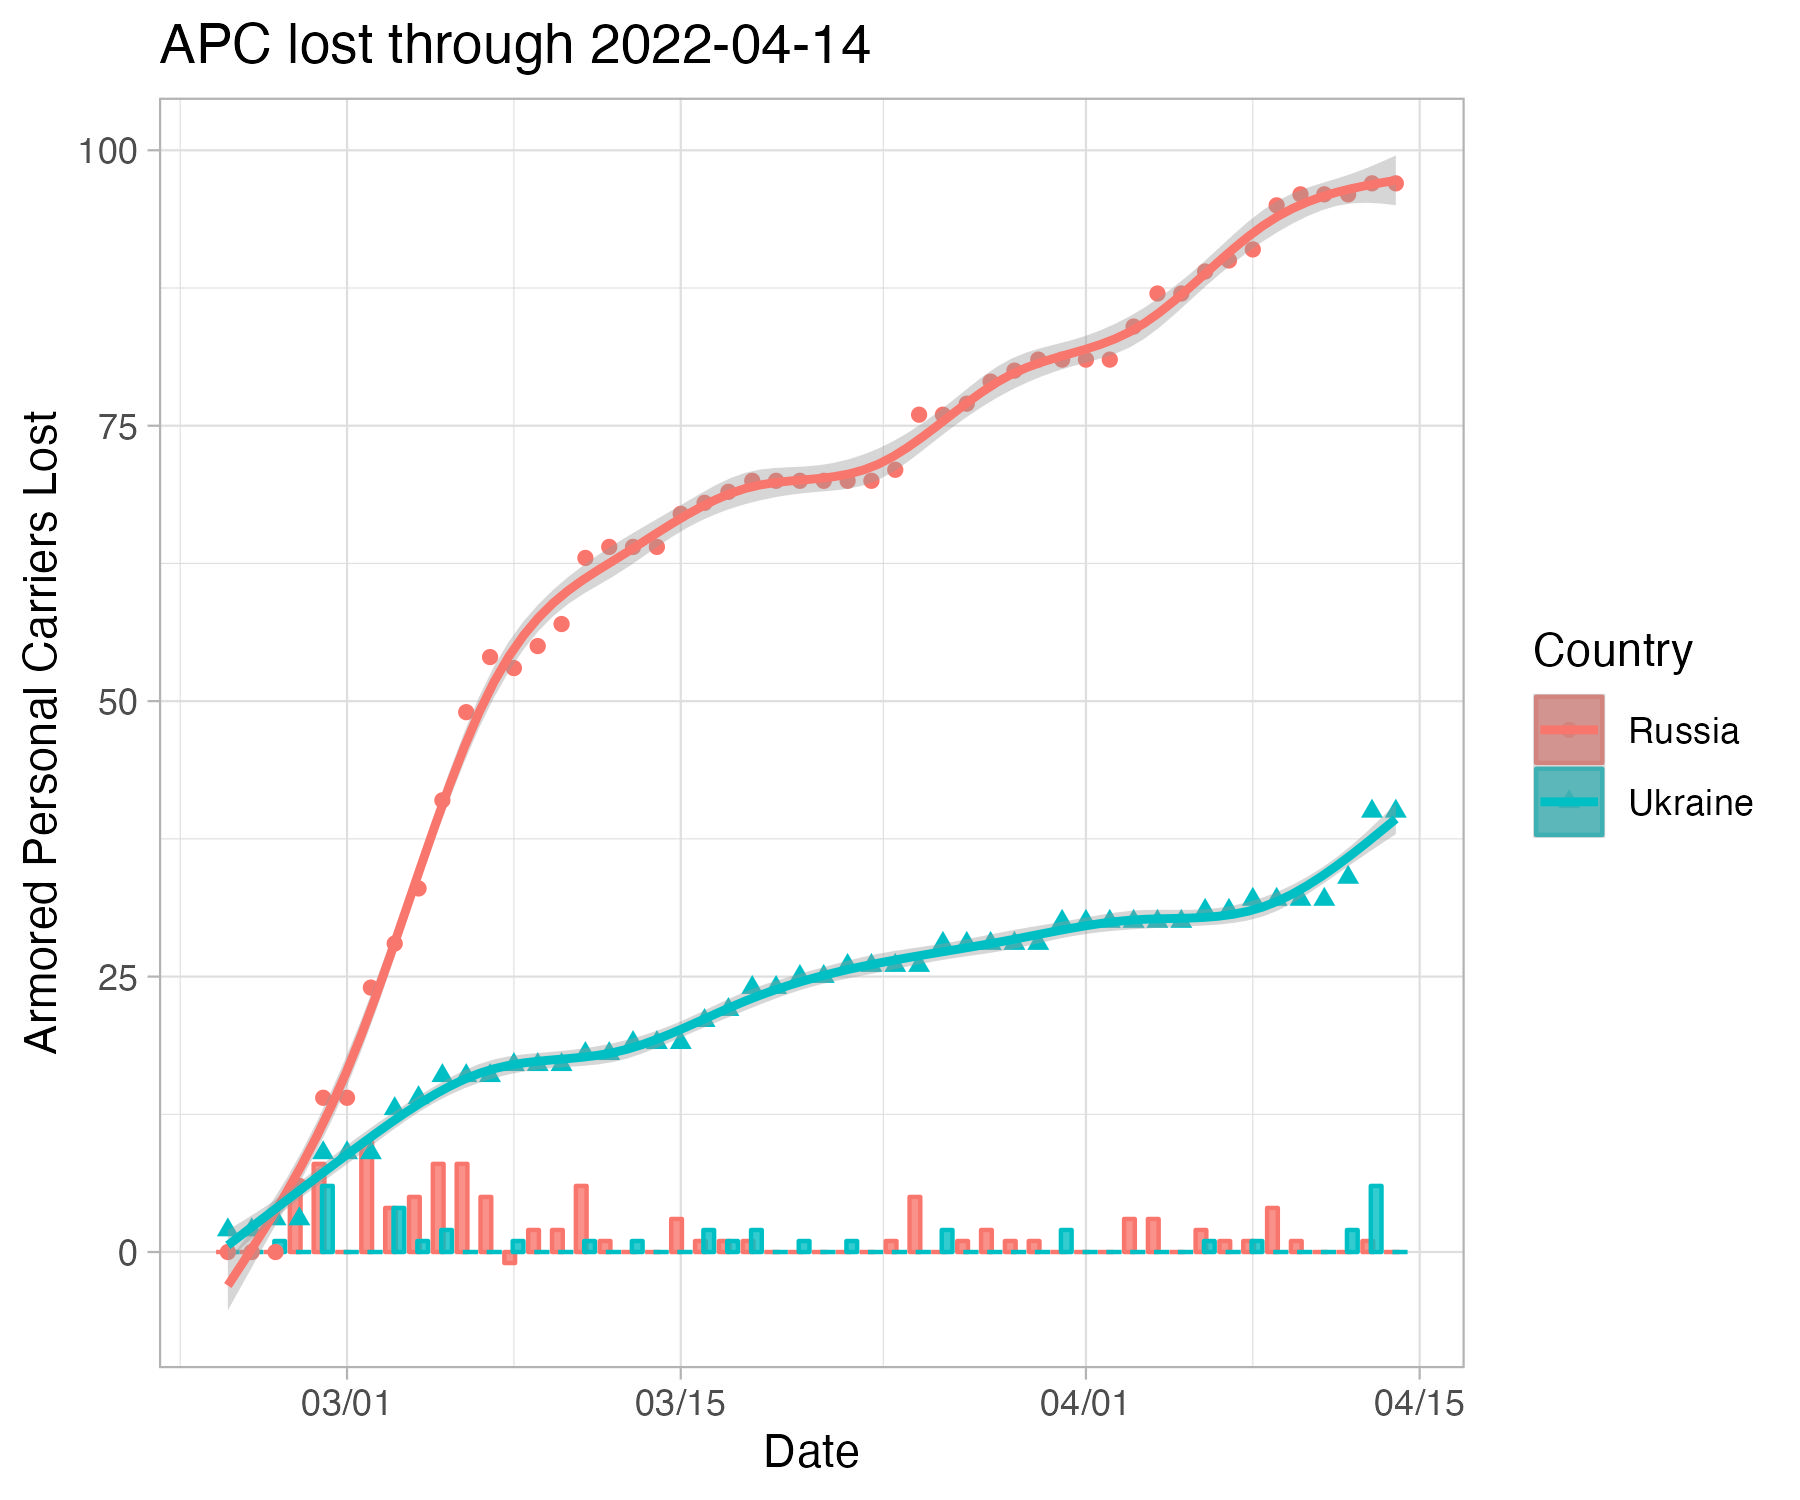 APC lost through 2022-04-14
Armored Personal Carriers Lost
100
75
50
25
0
03/01
03/15
04/01
04/15
Date
Country
Russia
Ukraine